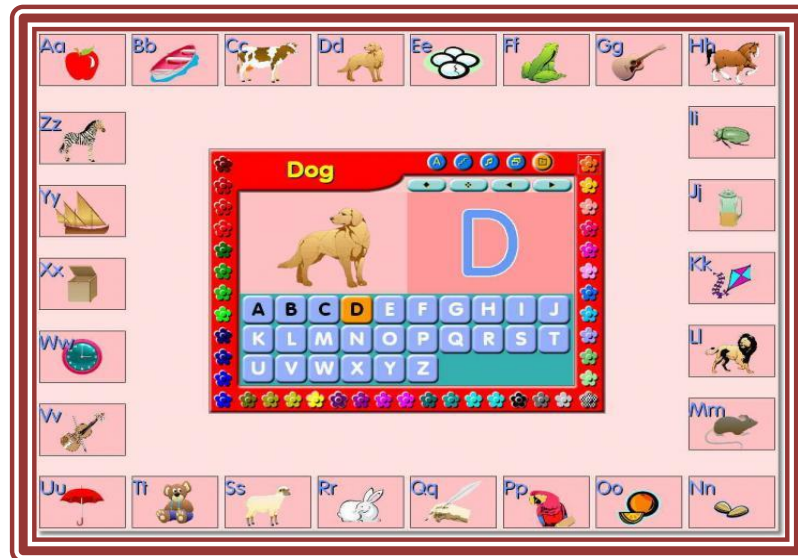 Aa Bb Cc Dd Ee Ff Gg Hh
Zz Ii
Dog A
Yy D Jj
Xx Kk
A B C D E F G H I J
Ww K L M N O P Q R S T Ll
U V W X Y Z
Vv Mm
Uu Tt Ss Rr Qq Pp Oo Nn